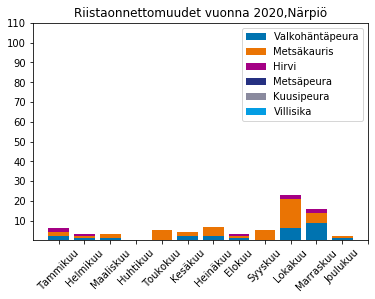 Riistaonnettomuudet vuonna 2020,Närpiö
110
100
90
80
70
60
50
40
30
20
10
Valkohäntäpeura
Metsäkauris
Hirvi
Metsäpeura
Kuusipeura
Villisika
Tammikuu
Helmikuu
Maaliskuu
Huhtikuu
Toukokuu
Kesäkuu
Heinäkuu
Elokuu
Syyskuu
Lokakuu
Marraskuu
Joulukuu